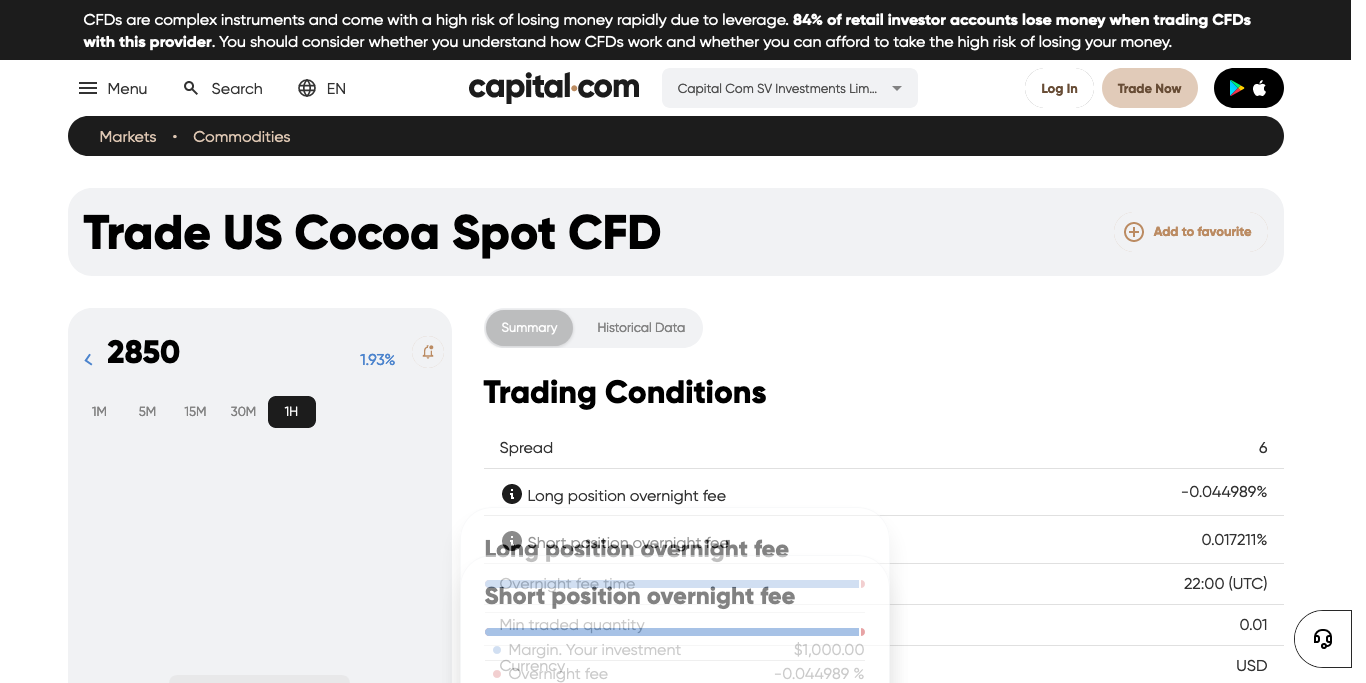 CFDs are complex instruments and come with a high risk of losing money rapidly due to leverage. 84% of retail investor accounts lose money when trading CFDs
with this provider. You should consider whether you understand how CFDs work and whether you can afford to take the high risk of losing your money.
Menu Search EN capital.com Capital Com SV Investments Lim... Log In Trade Now
Markets • Commodities
Trade US Cocoa Spot CFD Add to favourite
2850 1.93%
1M 5M 15M 30M 1H
Summary Historical Data
Trading Conditions
Spread 6
Long position overnight fee -0.044989%
Short position overnight fee 0.017211%
Long position overnight fee
Overnight fee time 22:00 (UTC)
Short position overnight fee
Min traded quantity 0.01
Margin. Your investment $1,000.00
Currency USD
Overnight fee -0.044989 %